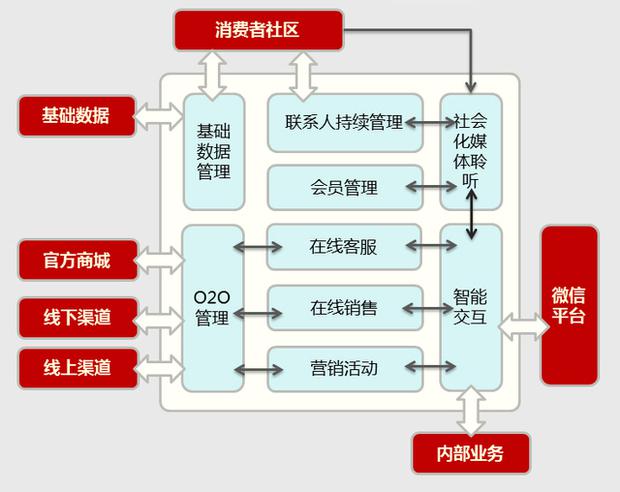 消费者社区
基础数据
基础
数据
管理
联系人持续管理
社会
化媒
体聆
听
会员管理
官方商城
线下渠道
线上渠道
O2O
管理
在线客服
在线销售
营销活动
智能
交互
微信
平台
内部业务